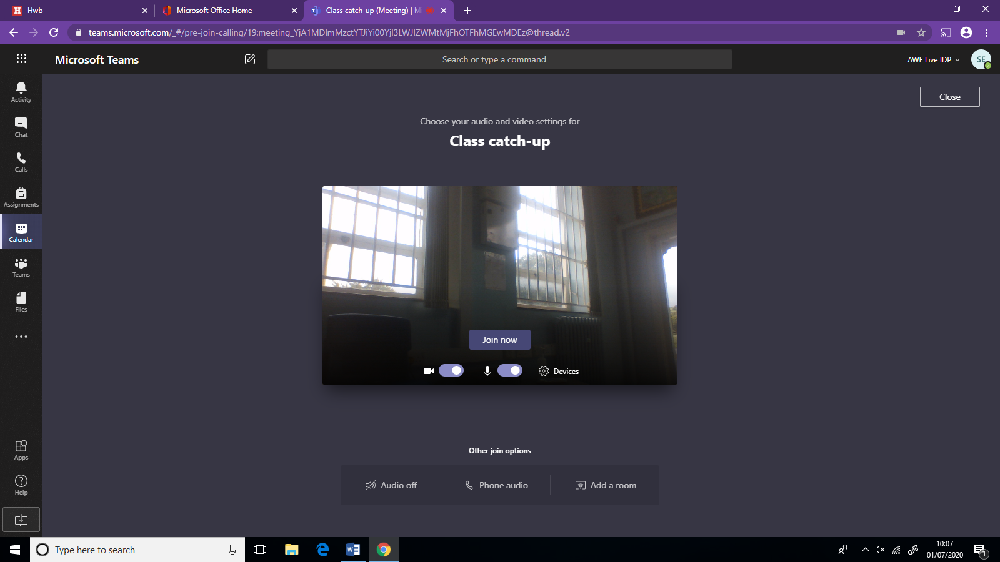 Hwb
Microsoft Office Home
Class catch-up (Meeting) | Mi
teams.microsoft.com/_#/pre-join-calling/19:meeting_YjA1MDlmMzctYTJiYi00YjI3LWJlZWMtMjFhOTFhMGEwMDEz@thread.v2
Microsoft Teams
Search or type a command
AWE Live IDP
SE
Activity
Chat
Calls
Assignments
Calendar
Teams
Files
Apps
Help
Close
Choose your audio and video settings for
Class catch-up
Join now
Devices
Other join options
Audio off
Phone audio
Add a room
Type here to search
10:07
01/07/2020
1